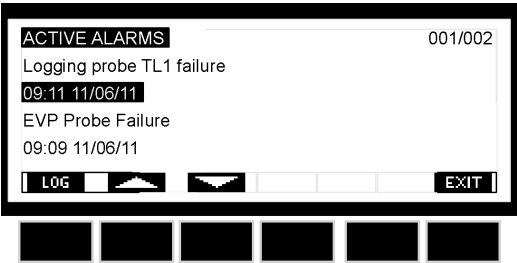 ACTIVE ALARMS 001/002
Logging probe TL1 failure
09:11 11/06/11
EVP Probe Failure
09:09 11/06/11
LOG EXIT